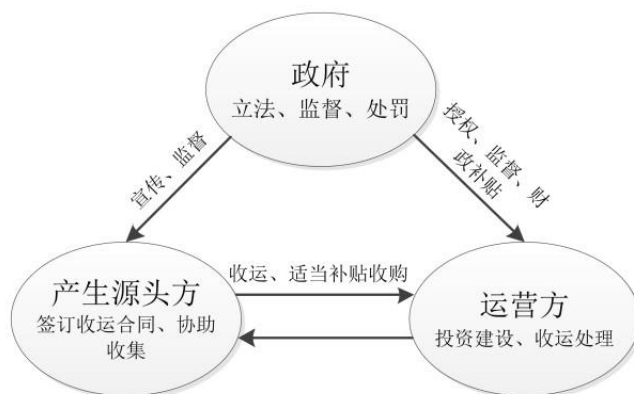 政府
立法、监督、处罚
宣传、监督
授权、监督、财
政补贴
收运、适当补贴收购
产生源头方
签订收运合同、协助
收集
运营方
投资建设、收运处理